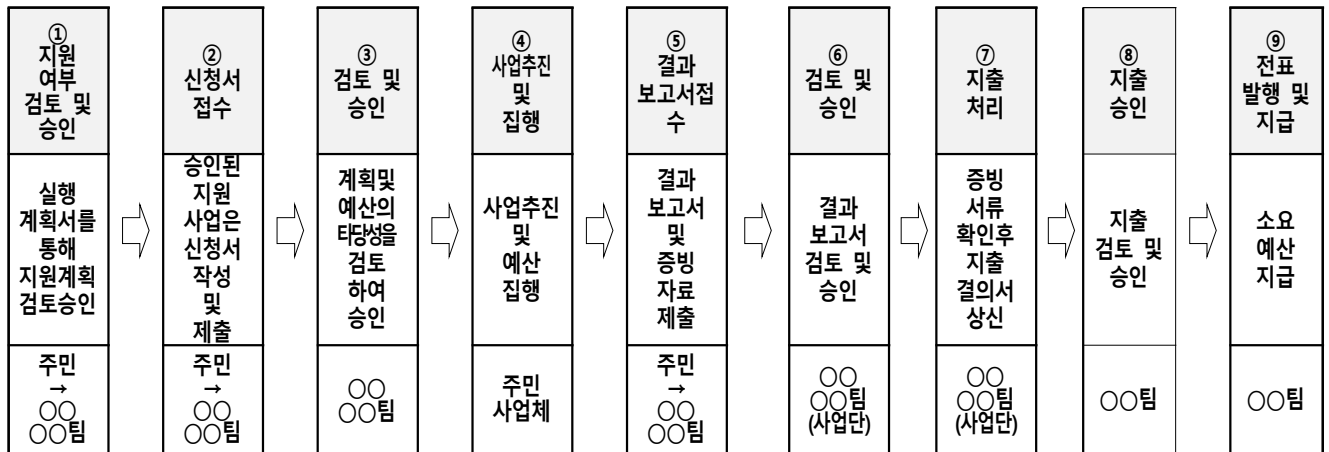 ①
지원
여부
검토 및
승인
②
신청서
접수
③
검토 및
승인
④
사업추진
및
집행
⑤
결과
보고서접
수
⑥
검토 및
승인
⑦
지출
처리
⑧
지출
승인
⑨
전표
발행 및
지급
실행
계획서를
통해
지원계획
검토승인
승인된
지원
사업은
신청서
작성
및
제출
계획및
예산의
타당성을
검토
하여
승인
사업추진
및
예산
집행
결과
보고서
및
증빙
자료
제출
결과
보고서
검토 및
승인
증빙
서류
확인후
지출
결의서
상신
지출
검토 및
승인
소요
예산
지급
주민
→
○○
○○팀
주민
→
○○
○○팀
○○
○○팀
주민
사업체
주민
→
○○
○○팀
○○
○○팀
(사업단)
○○
○○팀
(사업단)
○○팀
○○팀